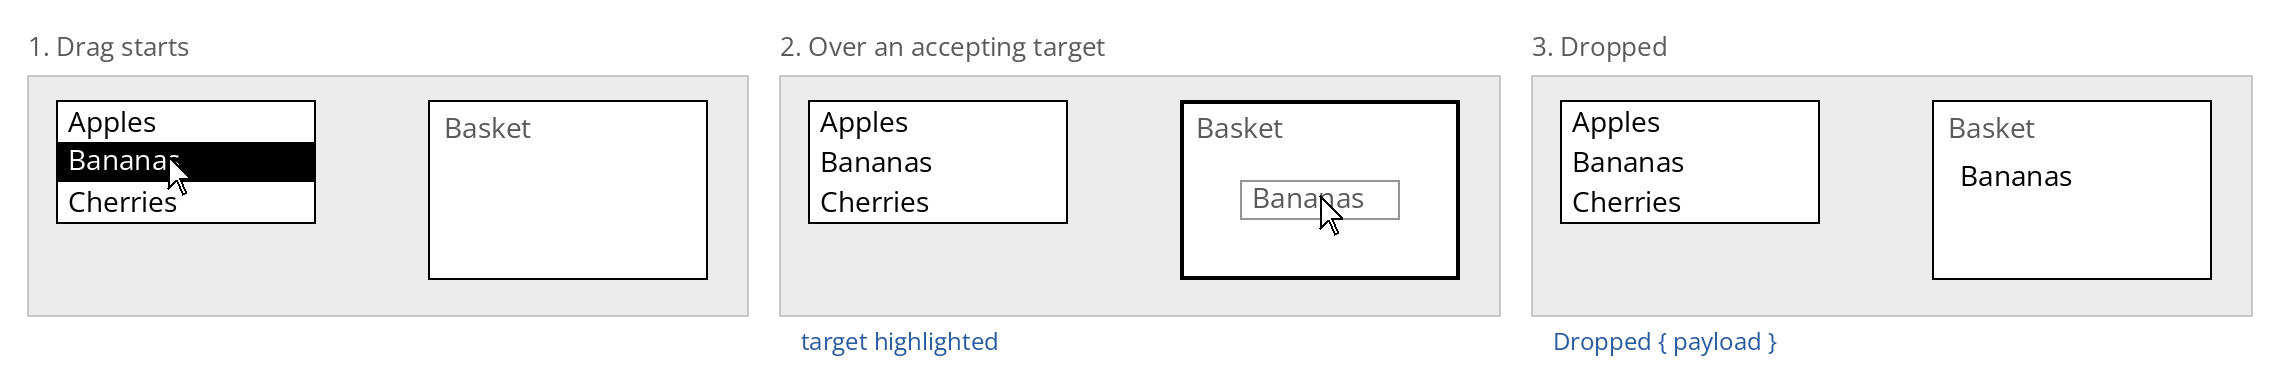 1. Drag starts
Apples
Bananas
Cherries
Basket
2. Over an accepting target
Apples
Bananas
Cherries
Basket
Bananas
target highlighted
3. Dropped
Apples
Bananas
Cherries
Basket
Bananas
Dropped { payload }